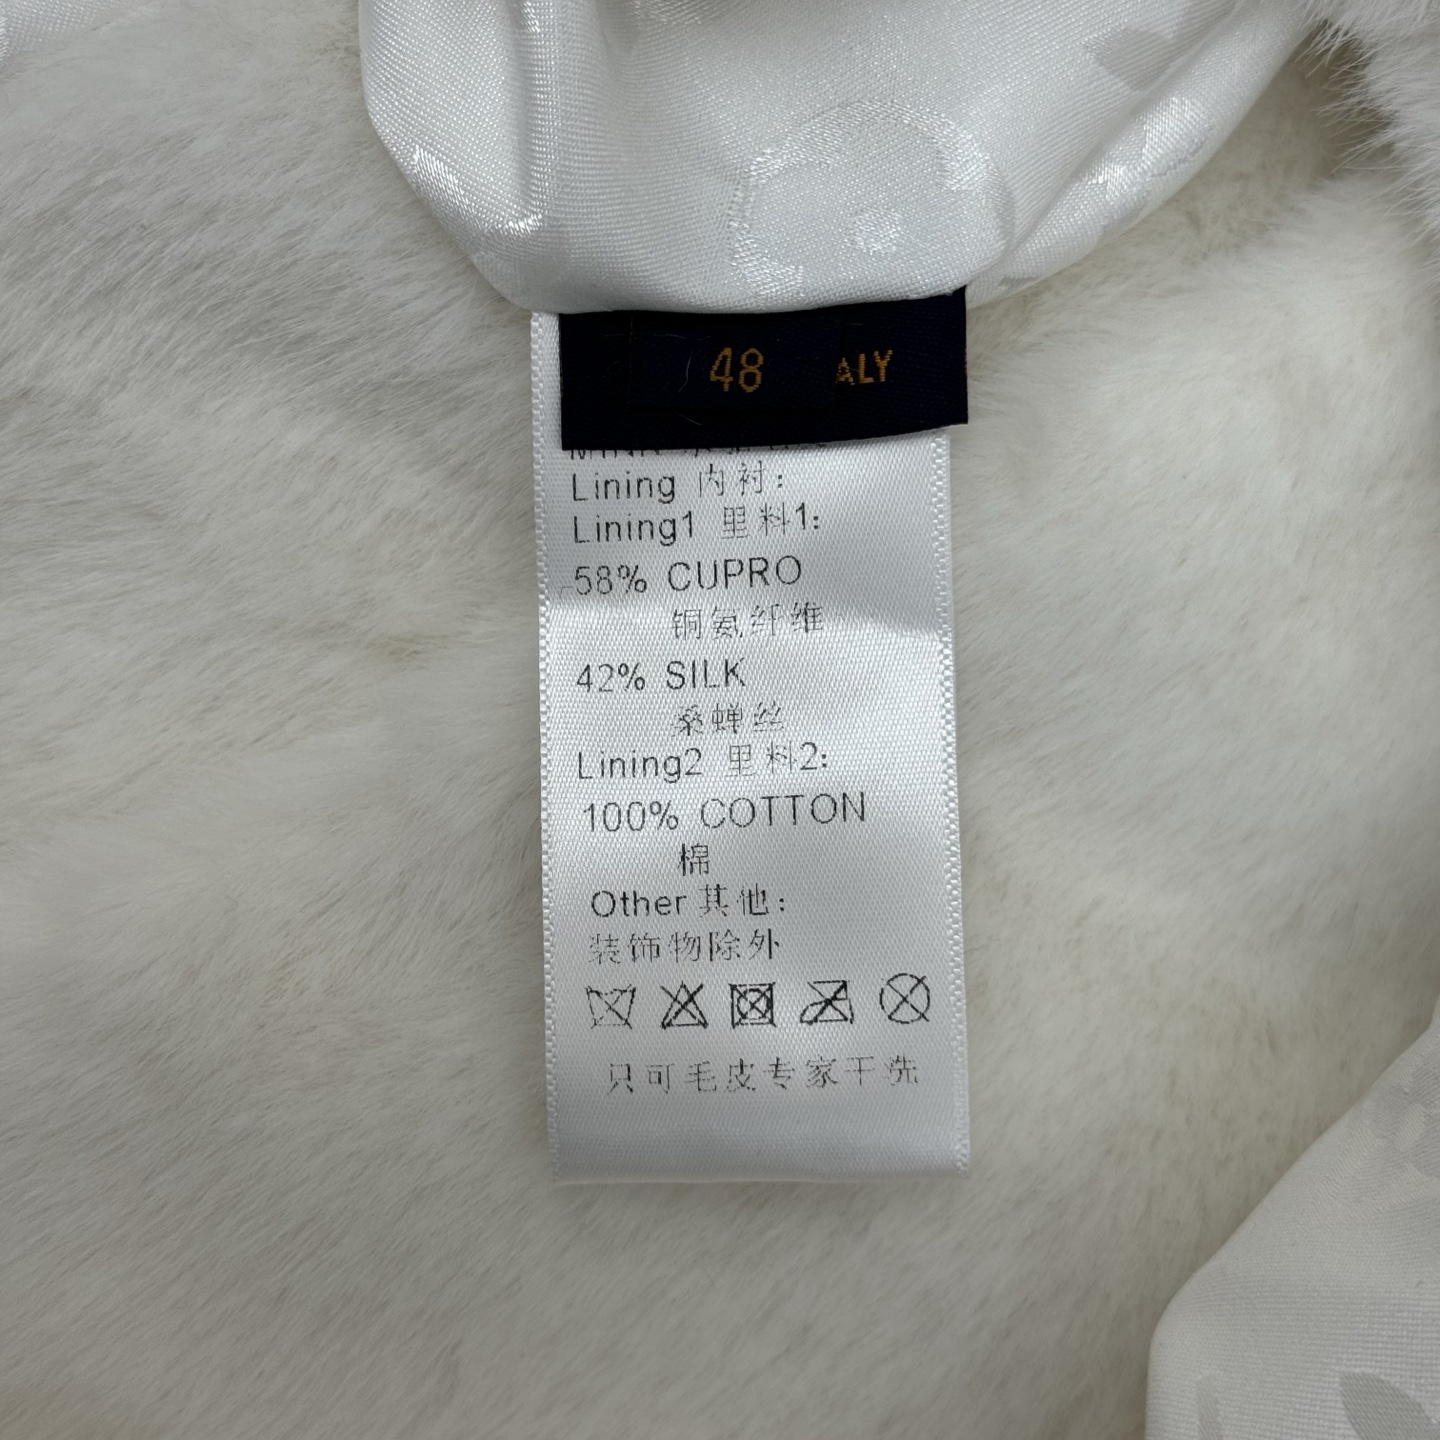 48 ALY
Lining 内衬:
Lining1 里料1:
58% CUPRO
铜氨纤维
42% SILK
桑蝉丝
Lining2 里料2:
100% COTTON
棉
Other 其他:
装饰物除外
只可毛皮专家干洗